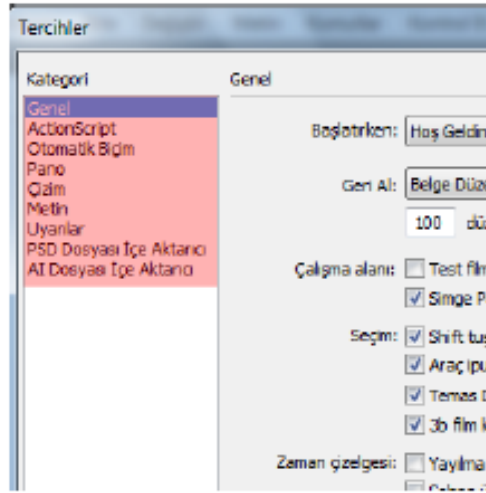 Tercihler
Kategori
Genel
ActionScript
Otomatik Biçim
Pano
Çizim
Metin
Uyarılar
PSD Dosyası İçe Aktarıcı
AI Dosyası İçe Aktarıcı
Genel
Başlatırken: Hoş Geldin
Geri Al: Belge Düze
100 dü
Çalışma alanı: Test film
Simge P
Seçim: Shift tuş
Araç ipu
Temas D
3b film k
Zaman çizelgesi: Yayılma